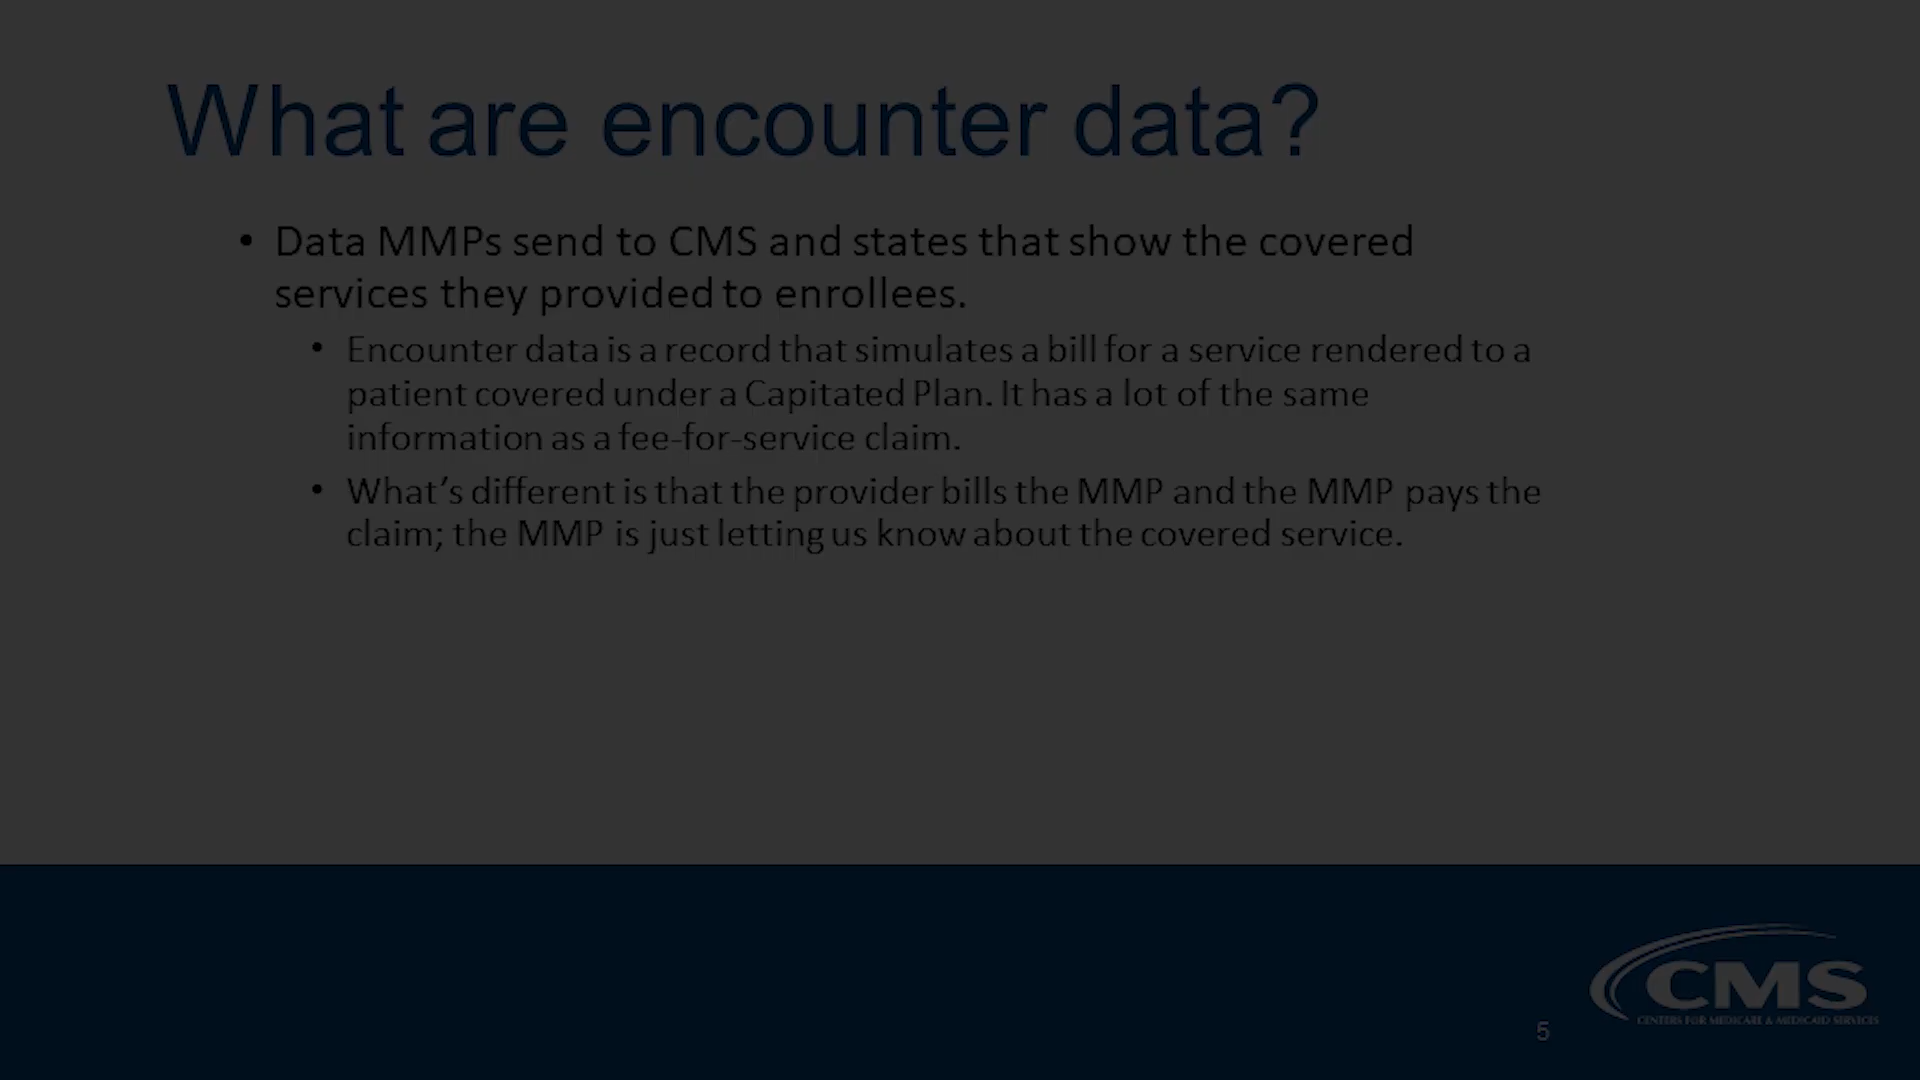 What are encounter data?
• Data MMPs send to CMS and states that show the covered
services they provided to enrollees.
• Encounter data is a record that simulates a bill for a service rendered to a
patient covered under a Capitated Plan. It has a lot of the same
information as a fee-for-service claim.
• What's different is that the provider bills the MMP and the MMP pays the
claim; the MMP is just letting us know about the covered service.
CMS
CENTERS FOR MEDICARE & MEDICAID SERVICES
5